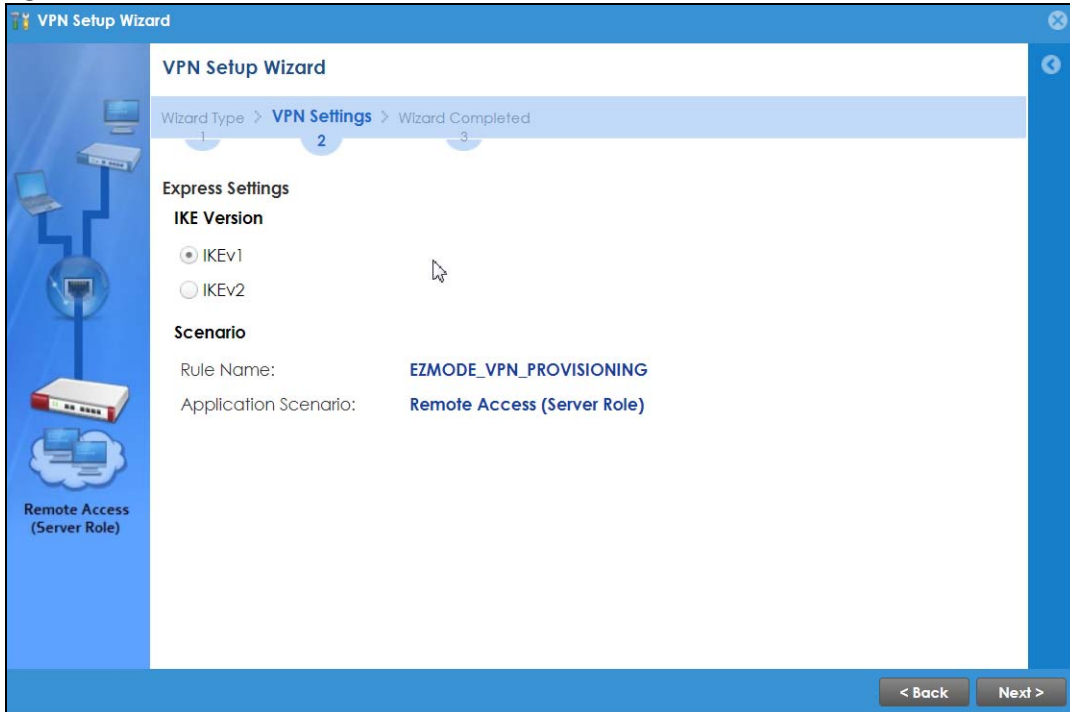 VPN Setup Wizard
VPN Setup Wizard
Wizard Type > VPN Settings > Wizard Completed
1 2 3
Express Settings
IKE Version
IKEv1
IKEv2
Scenario
Rule Name: EZMODE_VPN_PROVISIONING
Application Scenario: Remote Access (Server Role)
Remote Access
(Server Role)
< Back Next >